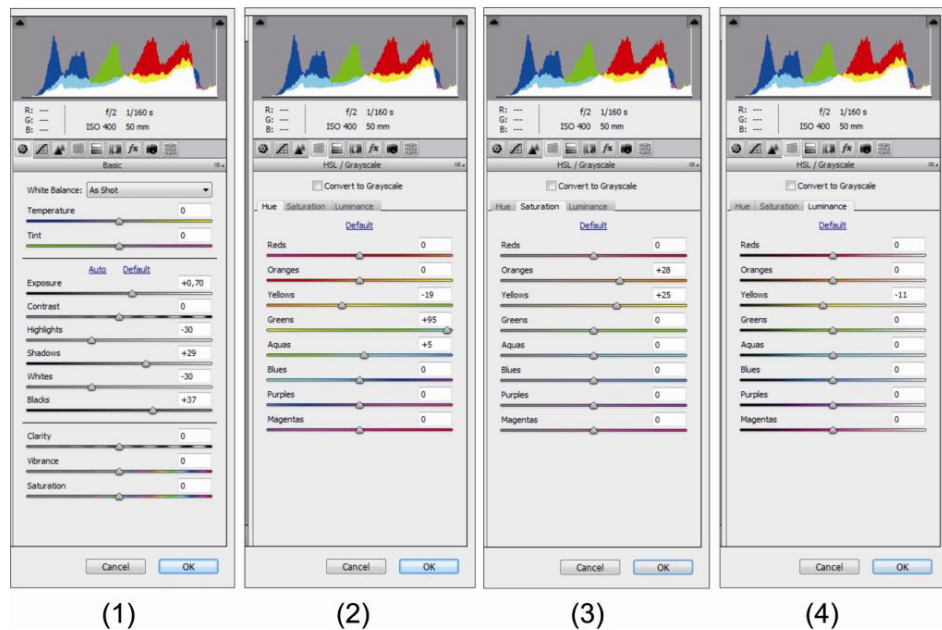 R: ---
G: ---
B: ---
f/2 1/160 s
ISO 400 50 mm
fx
Basic
White Balance: As Shot
Temperature 0
Tint 0
Auto Default
Exposure +0,70
Contrast 0
Highlights -30
Shadows +29
Whites -30
Blacks +37
Clarity 0
Vibrance 0
Saturation 0
Cancel OK
(1)
R: ---
G: ---
B: ---
f/2 1/160 s
ISO 400 50 mm
fx
HSL / Grayscale
Convert to Grayscale
Hue Saturation Luminance
Default
Reds 0
Oranges 0
Yellows -19
Greens +95
Aquas +5
Blues 0
Purples 0
Magentas 0
Cancel OK
(2)
R: ---
G: ---
B: ---
f/2 1/160 s
ISO 400 50 mm
fx
HSL / Grayscale
Convert to Grayscale
Hue Saturation Luminance
Default
Reds 0
Oranges +28
Yellows +25
Greens 0
Aquas 0
Blues 0
Purples 0
Magentas 0
Cancel OK
(3)
R: ---
G: ---
B: ---
f/2 1/160 s
ISO 400 50 mm
fx
HSL / Grayscale
Convert to Grayscale
Hue Saturation Luminance
Default
Reds 0
Oranges 0
Yellows -11
Greens 0
Aquas 0
Blues 0
Purples 0
Magentas 0
Cancel OK
(4)